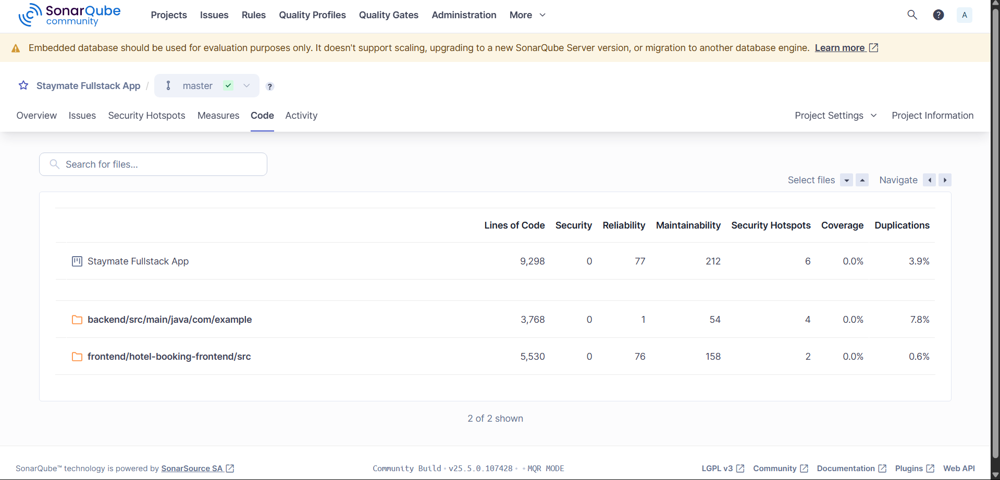 SonarQube community
Projects Issues Rules Quality Profiles Quality Gates Administration More ? A
Embedded database should be used for evaluation purposes only. It doesn't support scaling, upgrading to a new SonarQube Server version, or migration to another database engine. Learn more
Staymate Fullstack App / master ?
Overview Issues Security Hotspots Measures Code Activity Project Settings Project Information
Search for files...
Select files Navigate
Lines of Code Security Reliability Maintainability Security Hotspots Coverage Duplications
Staymate Fullstack App 9,298 0 77 212 6 0.0% 3.9%
backend/src/main/java/com/example 3,768 0 1 54 4 0.0% 7.8%
frontend/hotel-booking-frontend/src 5,530 0 76 158 2 0.0% 0.6%
2 of 2 shown
SonarQube™ technology is powered by SonarSource SA Community Build • v25.5.0.107428 • • MQR MODE LGPL v3 Community Documentation Plugins Web API